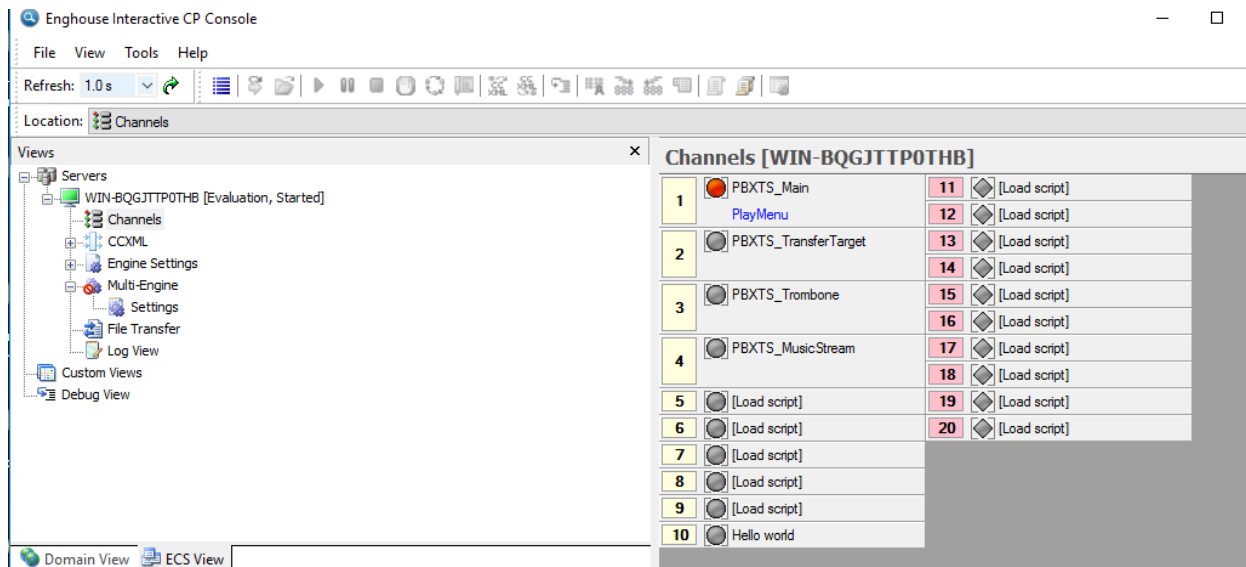 Enghouse Interactive CP Console
File View Tools Help
Refresh: 1.0 s
Location: Channels
Views
Servers
WIN-BQGJTTP0THB [Evaluation, Started]
Channels
CCXML
Engine Settings
Multi-Engine
Settings
File Transfer
Log View
Custom Views
Debug View
Domain View ECS View
Channels [WIN-BQGJTTP0THB]
1 PBXTS_Main
PlayMenu
2 PBXTS_TransferTarget
3 PBXTS_Trombone
4 PBXTS_MusicStream
5 [Load script]
6 [Load script]
7 [Load script]
8 [Load script]
9 [Load script]
10 Hello world
11 [Load script]
12 [Load script]
13 [Load script]
14 [Load script]
15 [Load script]
16 [Load script]
17 [Load script]
18 [Load script]
19 [Load script]
20 [Load script]